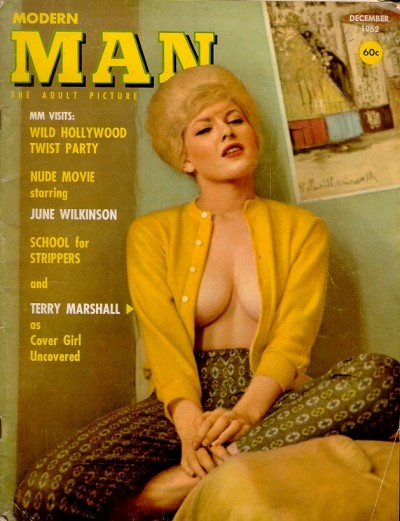 MODERN
MAN
THE ADULT PICTURE
DECEMBER
1962
60c
MM VISITS:
WILD HOLLYWOOD
TWIST PARTY
NUDE MOVIE
starring
JUNE WILKINSON
SCHOOL for
STRIPPERS
and
TERRY MARSHALL
as
Cover Girl
Uncovered